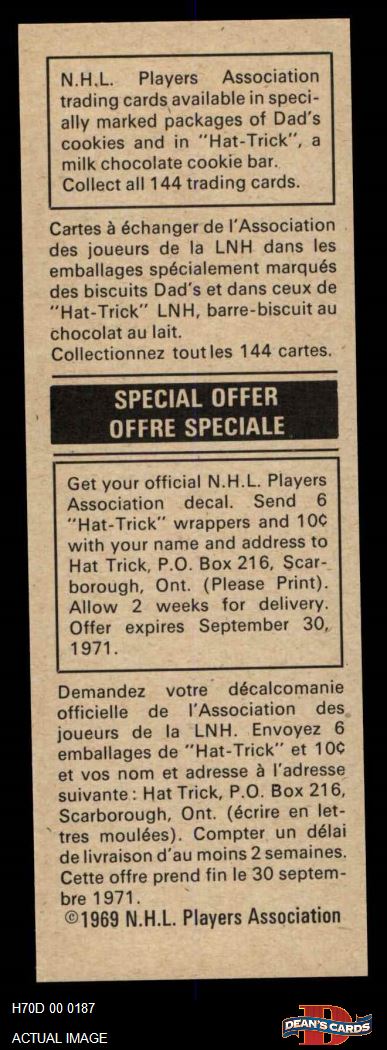 N.H.L. Players Association
trading cards available in speci-
ally marked packages of Dad's
cookies and in "Hat-Trick", a
milk chocolate cookie bar.
Collect all 144 trading cards.
Cartes à échanger de l'Association
des joueurs de la LNH dans les
emballages spécialement marqués
des biscuits Dad's et dans ceux de
"Hat-Trick" LNH, barre-biscuit au
chocolat au lait.
Collectionnez toutles 144 cartes.
SPECIAL OFFER
OFFRE SPECIALE
Get your official N.H.L. Players
Association decal. Send 6
"Hat-Trick" wrappers and 10¢
with your name and address to
Hat Trick, P.O. Box 216, Scar-
borough, Ont. (Please Print).
Allow 2 weeks for delivery.
Offer expires September 30,
1971.
Demandez votre décalcomanie
officielle de l'Association des
joueurs de la LNH. Envoyez 6
emballages de "Hat-Trick" et 10¢
et vos nom et adresse à l'adresse
suivante: Hat Trick, P.O. Box 216,
Scarborough, Ont. (écrire en let-
tres moulées). Compter un délai
de livraison d'au moins 2 semaines.
Cette offre prend fin le 30 septem-
bre 1971.
©1969 N.H.L. Players Association
H70D 00 0187
ACTUAL IMAGE
D
DEAN'S CARDS